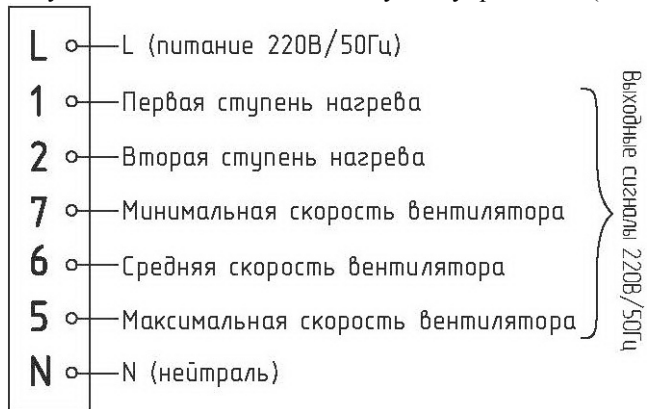 L L (питание 220В/50Гц)
1 Первая ступень нагрева
2 Вторая ступень нагрева
7 Минимальная скорость вентилятора
6 Средняя скорость вентилятора
5 Максимальная скорость вентилятора
N N (нейтраль)
Выходные сигналы 220В/50Гц